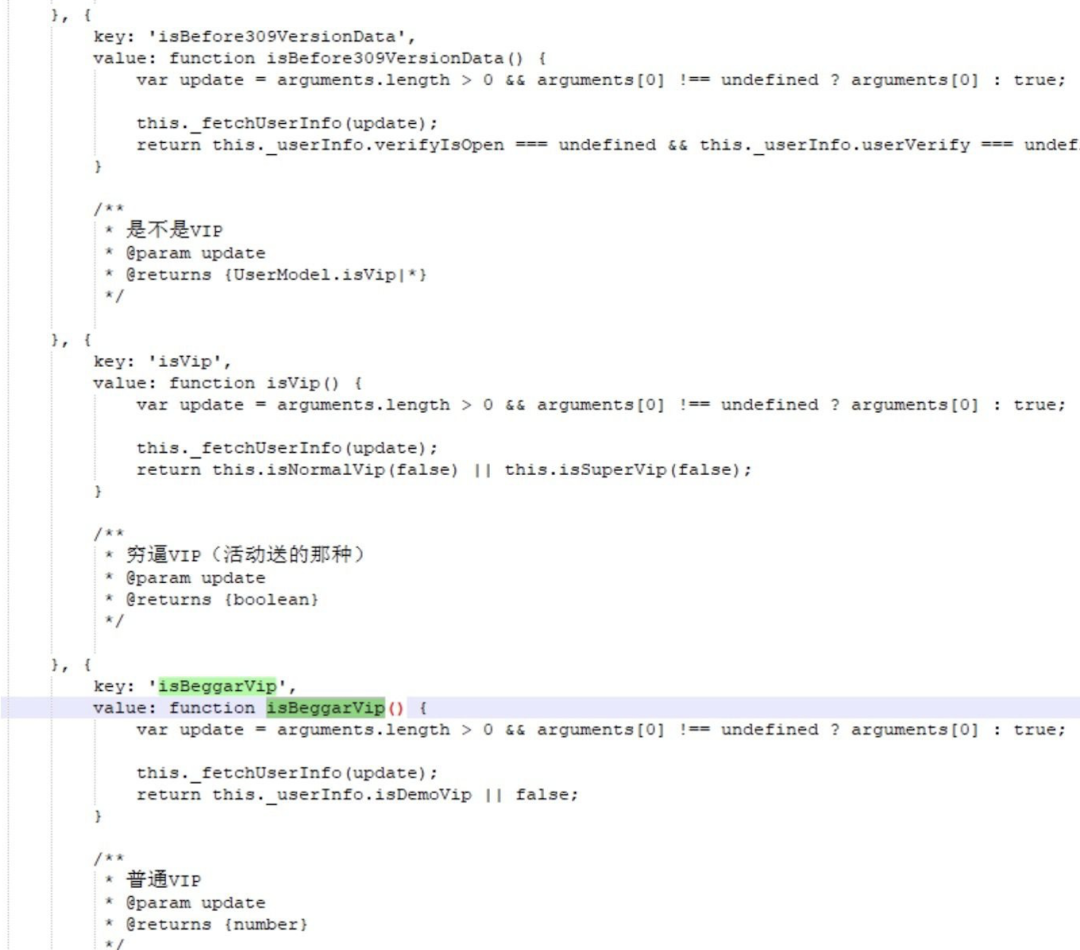 }, {
key: 'isBefore309VersionData',
value: function isBefore309VersionData() {
var update = arguments.length > 0 && arguments[0] !== undefined ? arguments[0] : true;
this._fetchUserInfo(update);
return this._userInfo.verifyIsOpen === undefined && this._userInfo.userVerify === undef
}
/**
* 是不是VIP
* @param update
* @returns {UserModel.isVip|*}
*/
}, {
key: 'isVip',
value: function isVip() {
var update = arguments.length > 0 && arguments[0] !== undefined ? arguments[0] : true;
this._fetchUserInfo(update);
return this.isNormalVip(false) || this.isSuperVip(false);
}
/**
* 穷逼VIP（活动送的那种）
* @param update
* @returns {boolean}
*/
}, {
key: 'isBeggarVip',
value: function isBeggarVip() {
var update = arguments.length > 0 && arguments[0] !== undefined ? arguments[0] : true;
this._fetchUserInfo(update);
return this._userInfo.isDemoVip || false;
}
/**
* 普通VIP
* @param update
* @returns {number}
*/